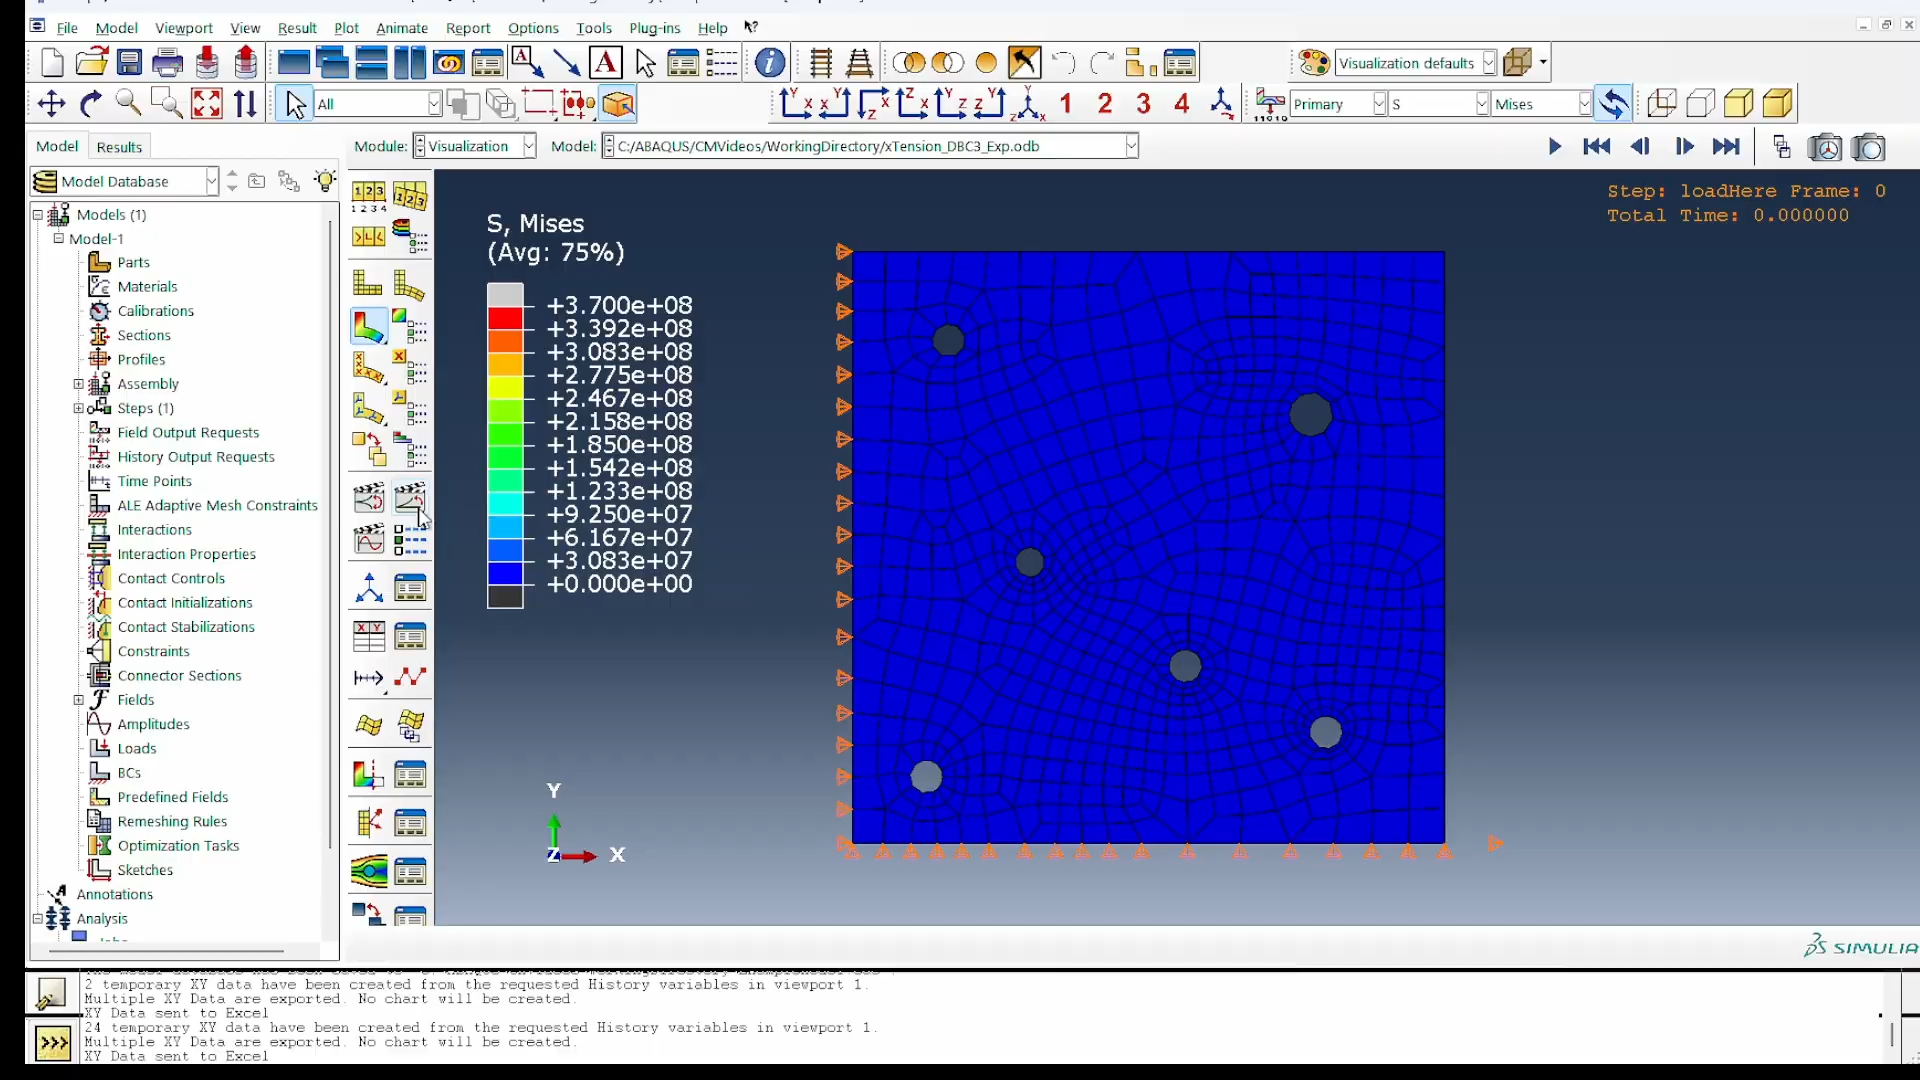 File Model Viewport View Result Plot Animate Report Options Tools Plug-ins Help
All
1 2 3 4
Visualization defaults
Primary S Mises
Model Results
Module: Visualization Model: C:/ABAQUS/CMVideos/WorkingDirectory/xTension_DBC3_Exp.odb
Model Database
Models (1)
Model-1
Parts
Materials
Calibrations
Sections
Profiles
Assembly
Steps (1)
Field Output Requests
History Output Requests
Time Points
ALE Adaptive Mesh Constraints
Interactions
Interaction Properties
Contact Controls
Contact Initializations
Contact Stabilizations
Constraints
Connector Sections
Fields
Amplitudes
Loads
BCs
Predefined Fields
Remeshing Rules
Optimization Tasks
Sketches
Annotations
Analysis
S, Mises
(Avg: 75%)
+3.700e+08
+3.392e+08
+3.083e+08
+2.775e+08
+2.467e+08
+2.158e+08
+1.850e+08
+1.542e+08
+1.233e+08
+9.250e+07
+6.167e+07
+3.083e+07
+0.000e+00
Step: loadHere Frame: 0
Total Time: 0.000000
Y
Z X
SIMULIA
2 temporary XY data have been created from the requested History variables in viewport 1.
Multiple XY Data are exported. No chart will be created.
XY Data sent to Excel
24 temporary XY data have been created from the requested History variables in viewport 1.
Multiple XY Data are exported. No chart will be created.
XY Data sent to Excel